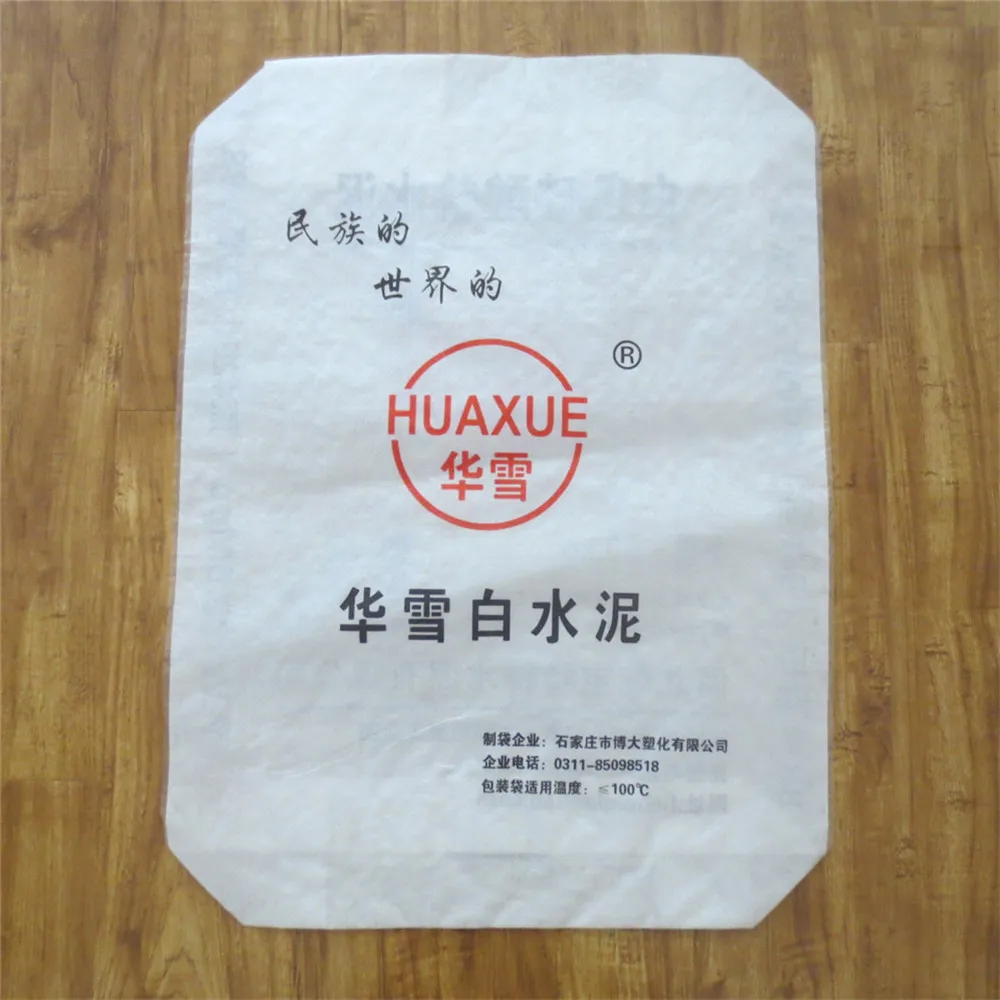 民族的
世界的
®
HUAXUE
华雪
华雪白水泥
制袋企业：石家庄市博大塑化有限公司
企业电话：0311-85098518
包装袋适用温度：≤100℃